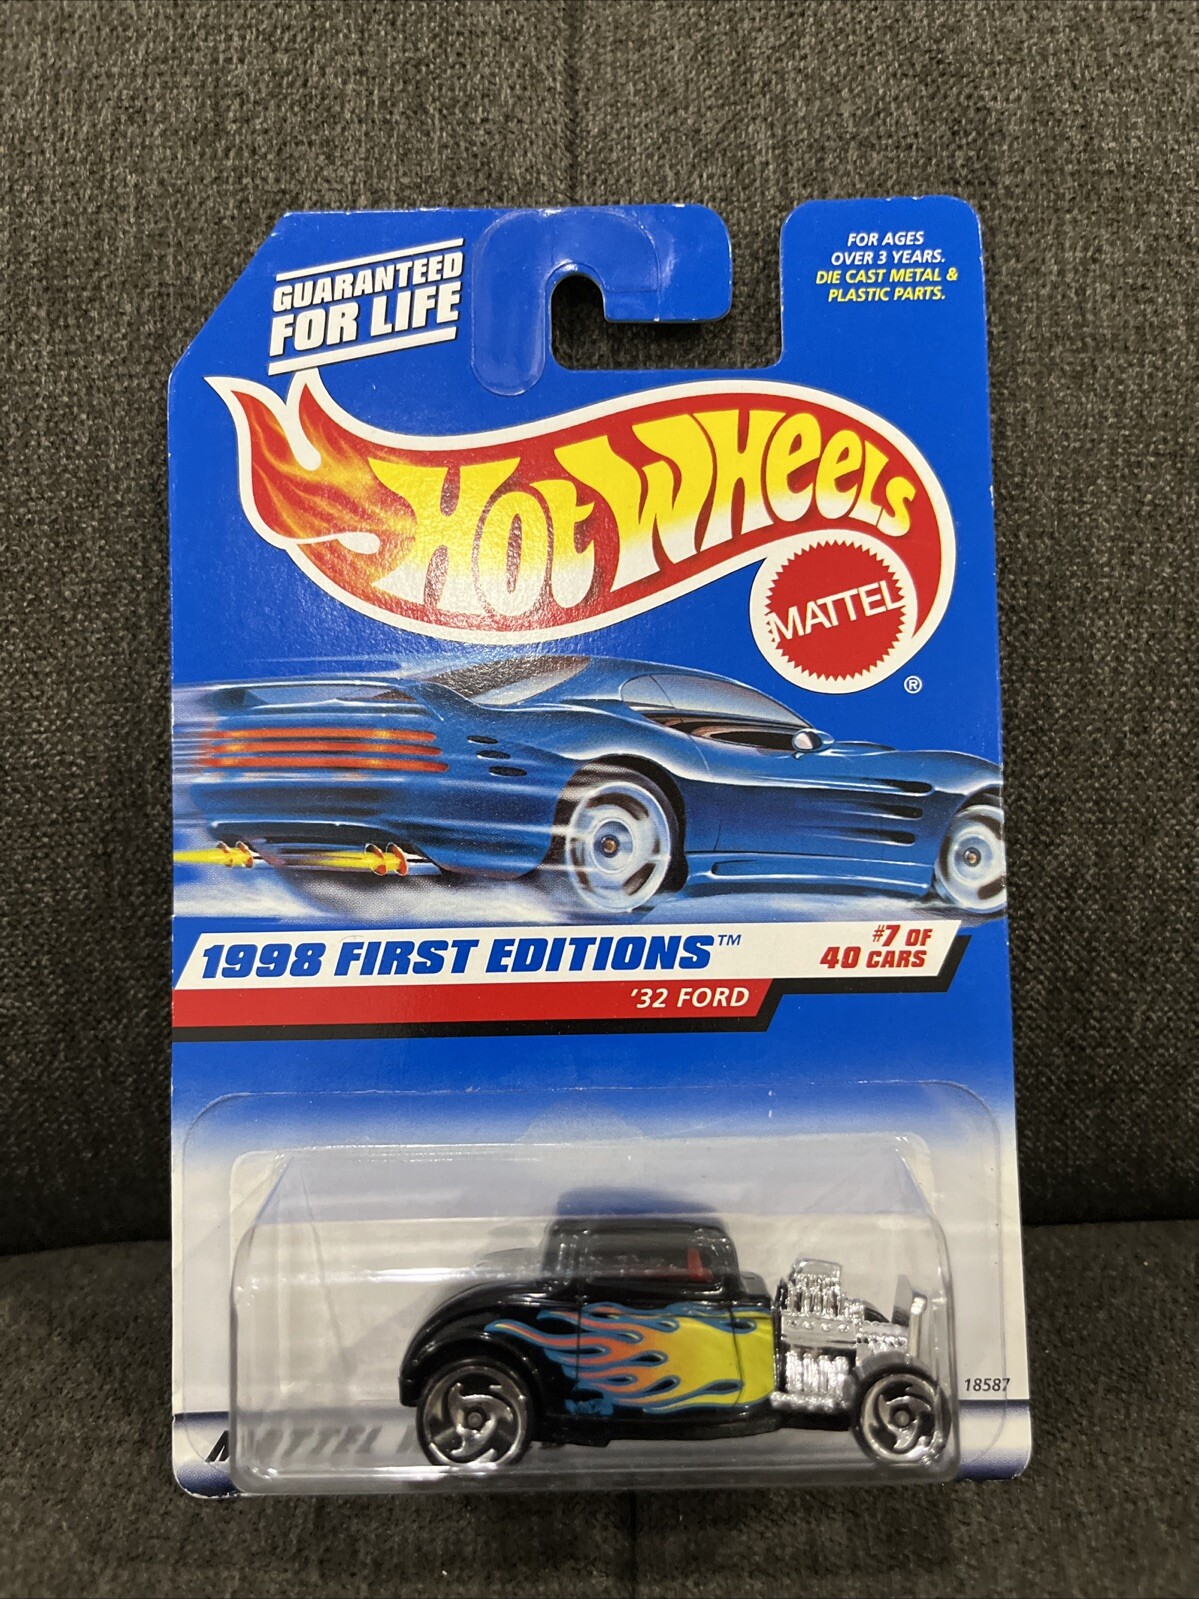 GUARANTEED
FOR LIFE
FOR AGES
OVER 3 YEARS.
DIE CAST METAL &
PLASTIC PARTS.
HOT WHEELS
MATTEL
®
1998 FIRST EDITIONS™
#7 OF
40 CARS
'32 FORD
18587
MATTEL